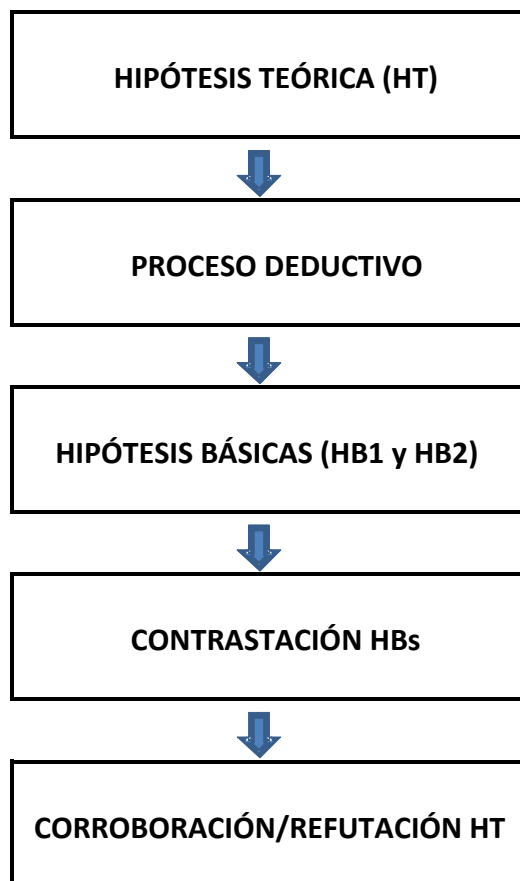 HIPÓTESIS TEÓRICA (HT)
PROCESO DEDUCTIVO
HIPÓTESIS BÁSICAS (HB1 y HB2)
CONTRASTACIÓN HBs
CORROBORACIÓN/REFUTACIÓN HT